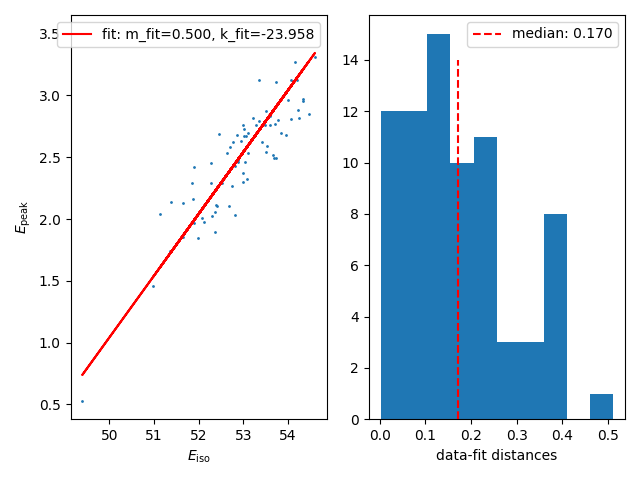 fit: m_fit=0.500, k_fit=-23.958
3.5
3.0
2.5
2.0
1.5
1.0
0.5
E_peak
50 51 52 53 54
E_iso
median: 0.170
14
12
10
8
6
4
2
0
0.0 0.1 0.2 0.3 0.4 0.5
data-fit distances